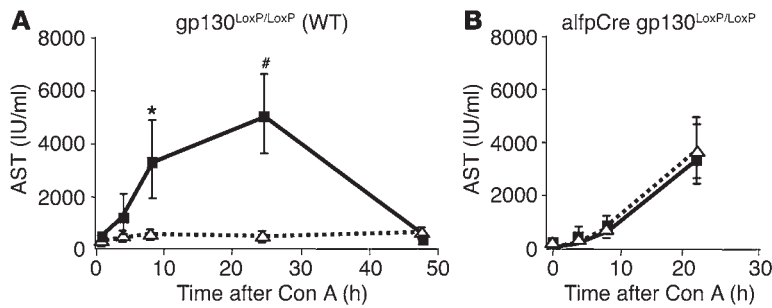 A
gp130LoxP/LoxP (WT)
8000
6000
4000
2000
0
AST (IU/ml)
*
#
0 10 20 30 40 50
Time after Con A (h)
B
alfpCre gp130LoxP/LoxP
8000
6000
4000
2000
0
AST (IU/ml)
0 10 20 30
Time after Con A (h)